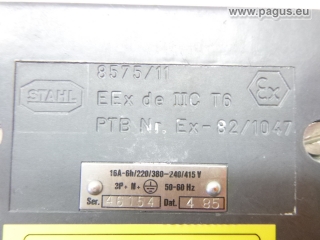 © www.pagus.eu
8575/11
STAHL
EEx de IIC T6
Ex
PTB Nr. Ex-82/1047
16A-6h/220/380-240/415 V
3P+N+ 50-60 Hz
Ser. 46154 Dat. 4 85